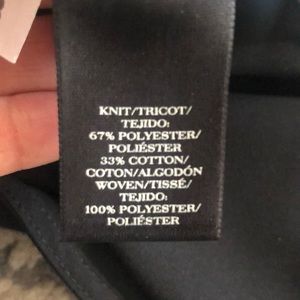 KNIT/TRICOT/
TEJIDO:
67% POLYESTER/
POLIÉSTER
33% COTTON/
COTON/ALGODÓN
WOVEN/TISSÉ/
TEJIDO:
100% POLYESTER/
POLIÉSTER